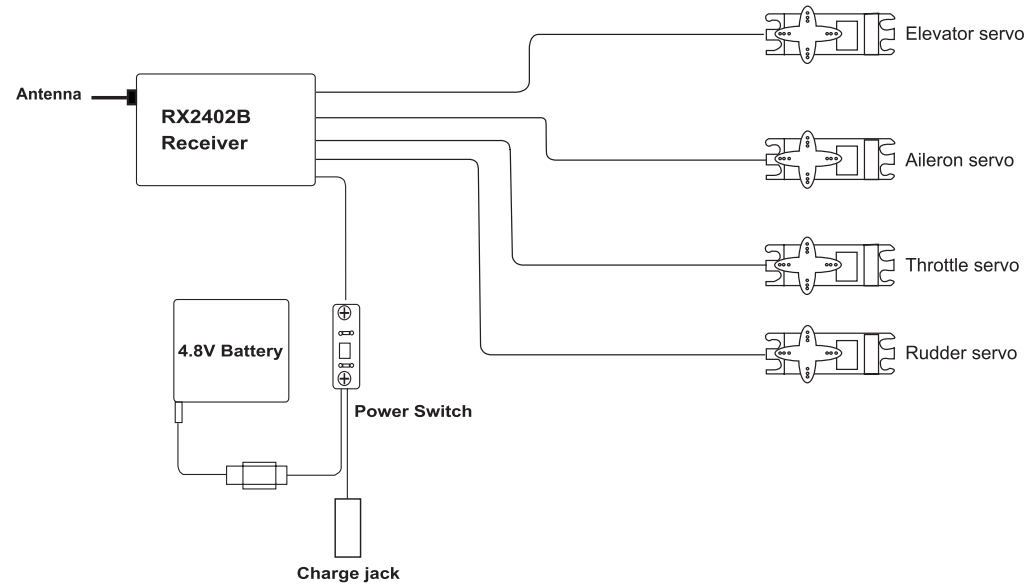 Elevator servo
Antenna
RX2402B
Receiver
Aileron servo
Throttle servo
4.8V Battery
Rudder servo
Power Switch
Charge jack